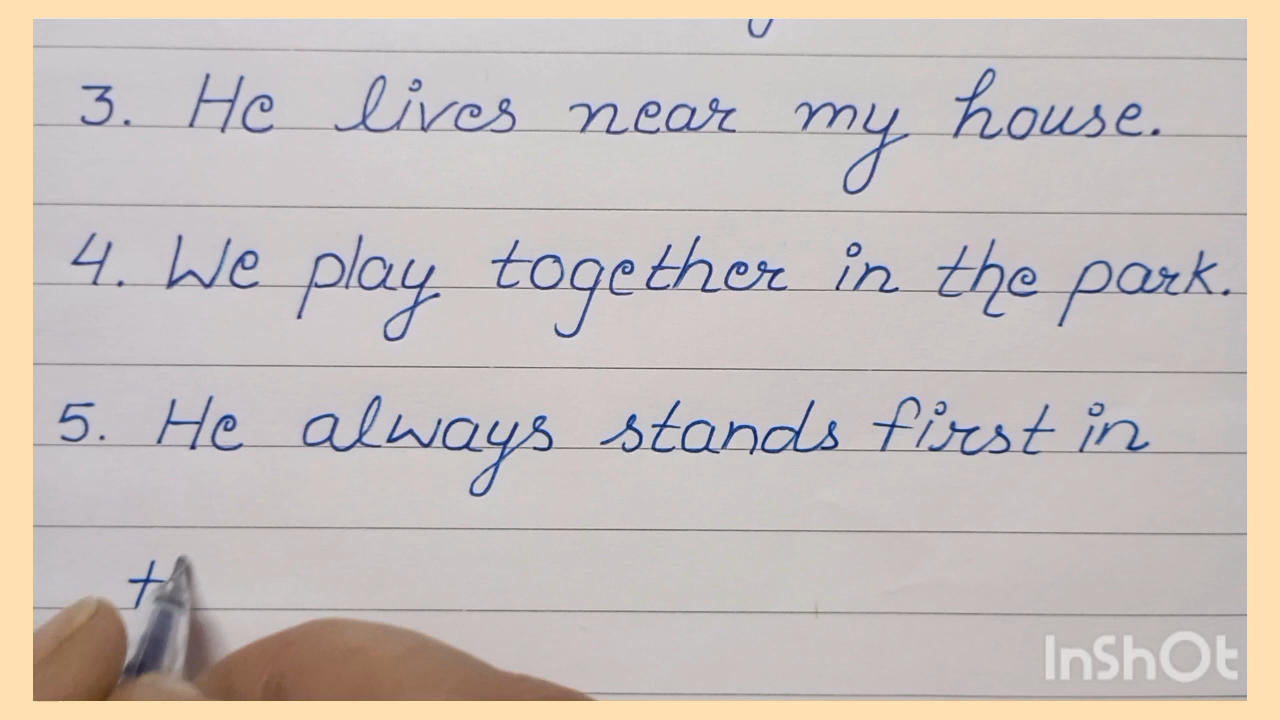 3. He lives near my house.
4. We play together in the park.
5. He always stands first in
t
InShOt